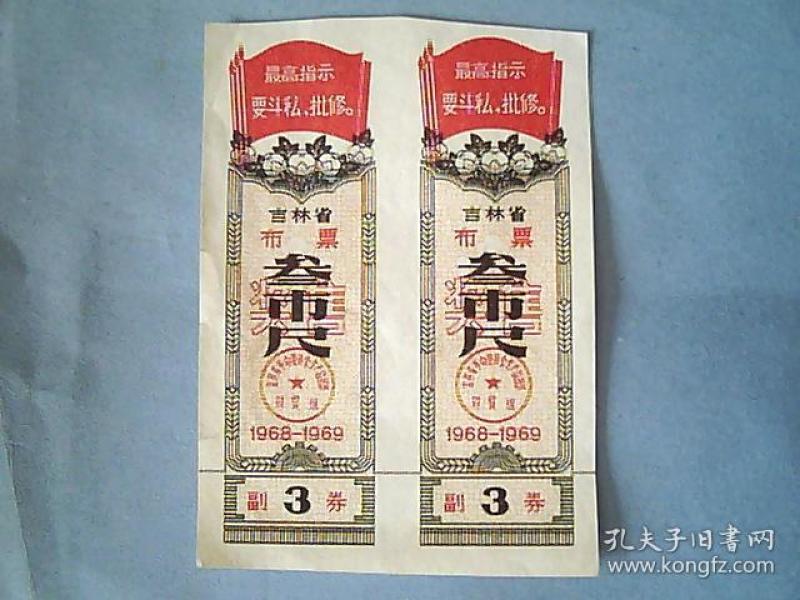 最高指示
要斗私、批修。
吉林省
布票
叁市尺
1968-1969
副 3 券
最高指示
要斗私、批修。
吉林省
布票
叁市尺
1968-1969
副 3 券
孔夫子旧书网
www.kongfz.com